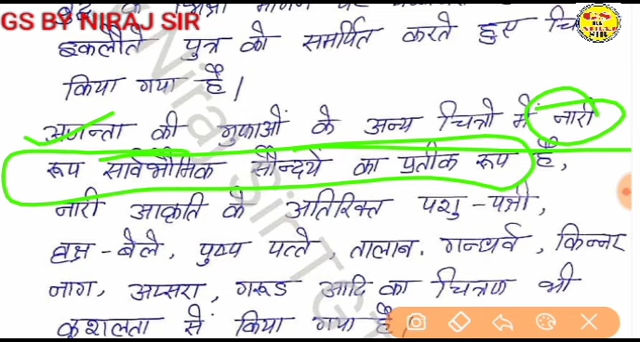 GS BY NIRAJ SIR
इकलौते पुत्र को समर्पित करते हुए
किया गया है।
अजन्ता की गुफाओं के अन्य चित्रो में नारी
रूप सार्वभौमिक सौन्दर्य का प्रतीक रूप है,
नारी आकृति के अतिरिक्त पशु-पक्षी,
वृक्ष-बेले, पुष्प पत्ते, तालाब, गन्धर्व, किन्नर
नाग, अप्सरा, गरूड आदि का चित्रण भी
कुशलता से किया गया है।